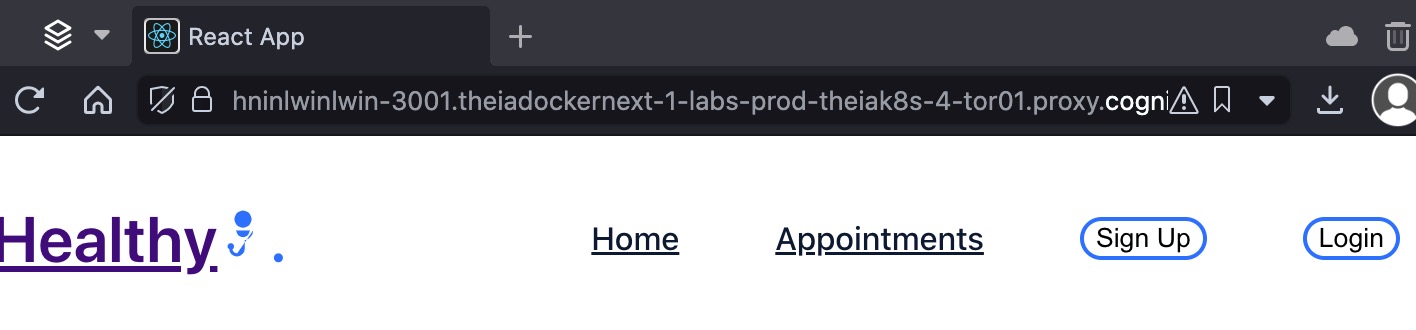 React App
hninlwinlwin-3001.theiadockernext-1-labs-prod-theiak8s-4-tor01.proxy.cogni
Healthy .
Home
Appointments
Sign Up
Login